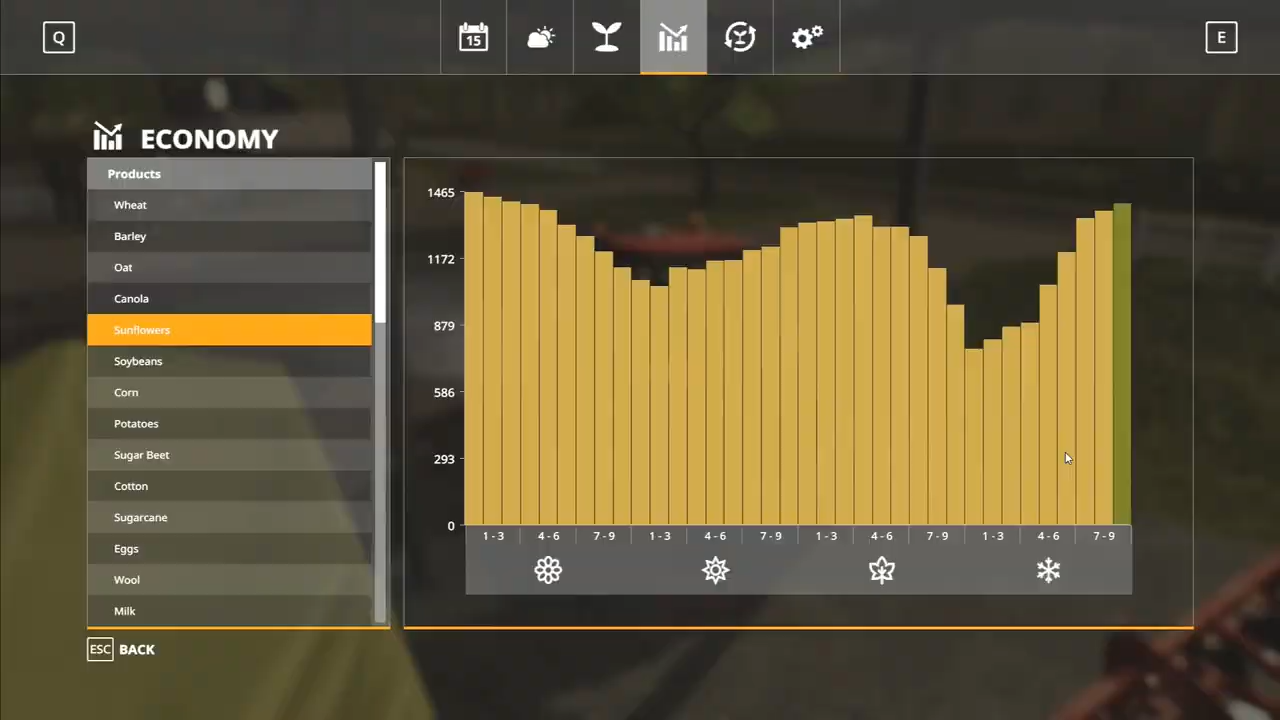 Q
15
E
ECONOMY
Products
Wheat
Barley
Oat
Canola
Sunflowers
Soybeans
Corn
Potatoes
Sugar Beet
Cotton
Sugarcane
Eggs
Wool
Milk
1465
1172
879
586
293
0
1 - 3 4 - 6 7 - 9 1 - 3 4 - 6 7 - 9 1 - 3 4 - 6 7 - 9 1 - 3 4 - 6 7 - 9
ESC BACK